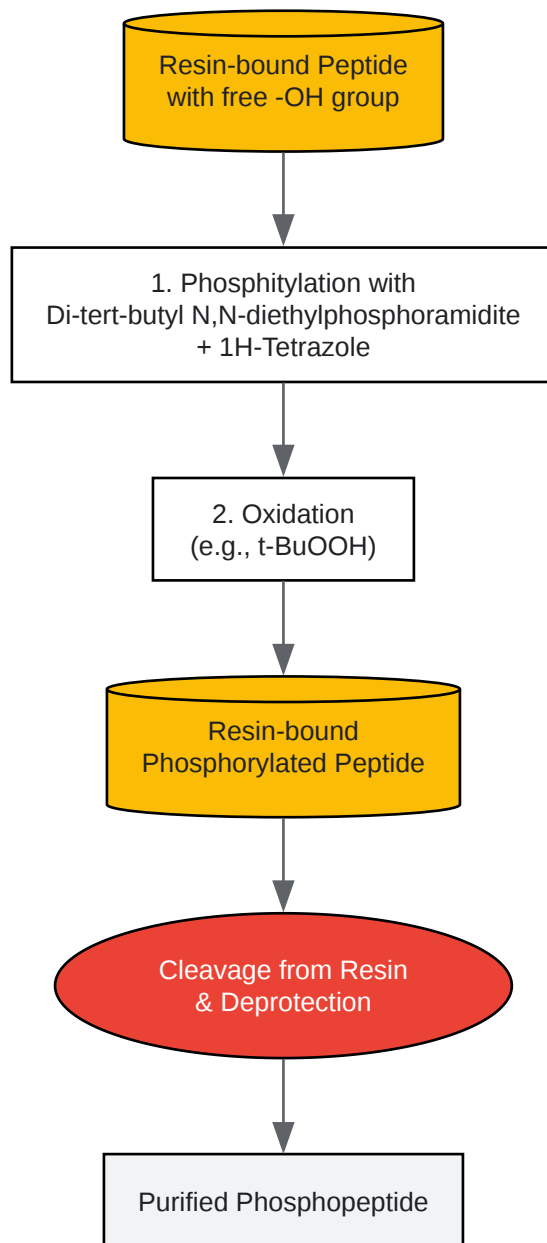 Resin-bound Peptide
with free -OH group
1. Phosphitylation with
Di-tert-butyl N,N-diethylphosphoramidite
+ 1H-Tetrazole
2. Oxidation
(e.g., t-BuOOH)
Resin-bound
Phosphorylated Peptide
Cleavage from Resin
& Deprotection
Purified Phosphopeptide